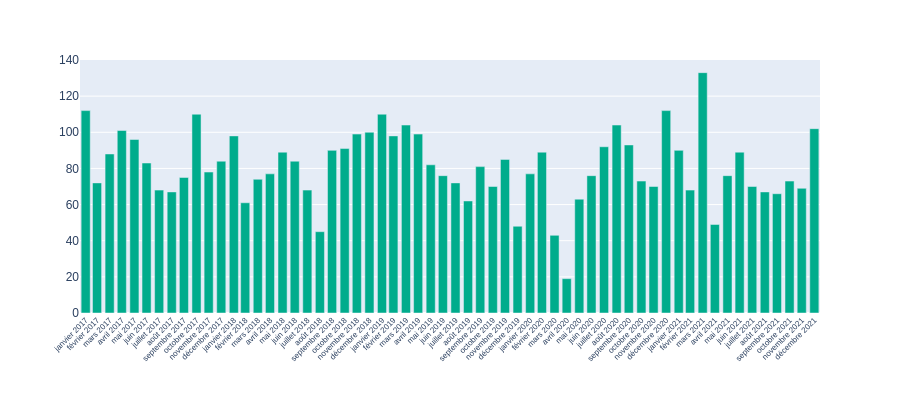 140
120
100
80
60
40
20
0
janvier 2017
février 2017
mars 2017
avril 2017
mai 2017
juin 2017
juillet 2017
août 2017
septembre 2017
octobre 2017
novembre 2017
décembre 2017
janvier 2018
février 2018
mars 2018
avril 2018
mai 2018
juin 2018
juillet 2018
août 2018
septembre 2018
octobre 2018
novembre 2018
décembre 2018
janvier 2019
février 2019
mars 2019
avril 2019
mai 2019
juin 2019
juillet 2019
août 2019
septembre 2019
octobre 2019
novembre 2019
décembre 2019
janvier 2020
février 2020
mars 2020
avril 2020
mai 2020
juin 2020
juillet 2020
août 2020
septembre 2020
octobre 2020
novembre 2020
décembre 2020
janvier 2021
février 2021
mars 2021
avril 2021
mai 2021
juin 2021
juillet 2021
août 2021
septembre 2021
octobre 2021
novembre 2021
décembre 2021